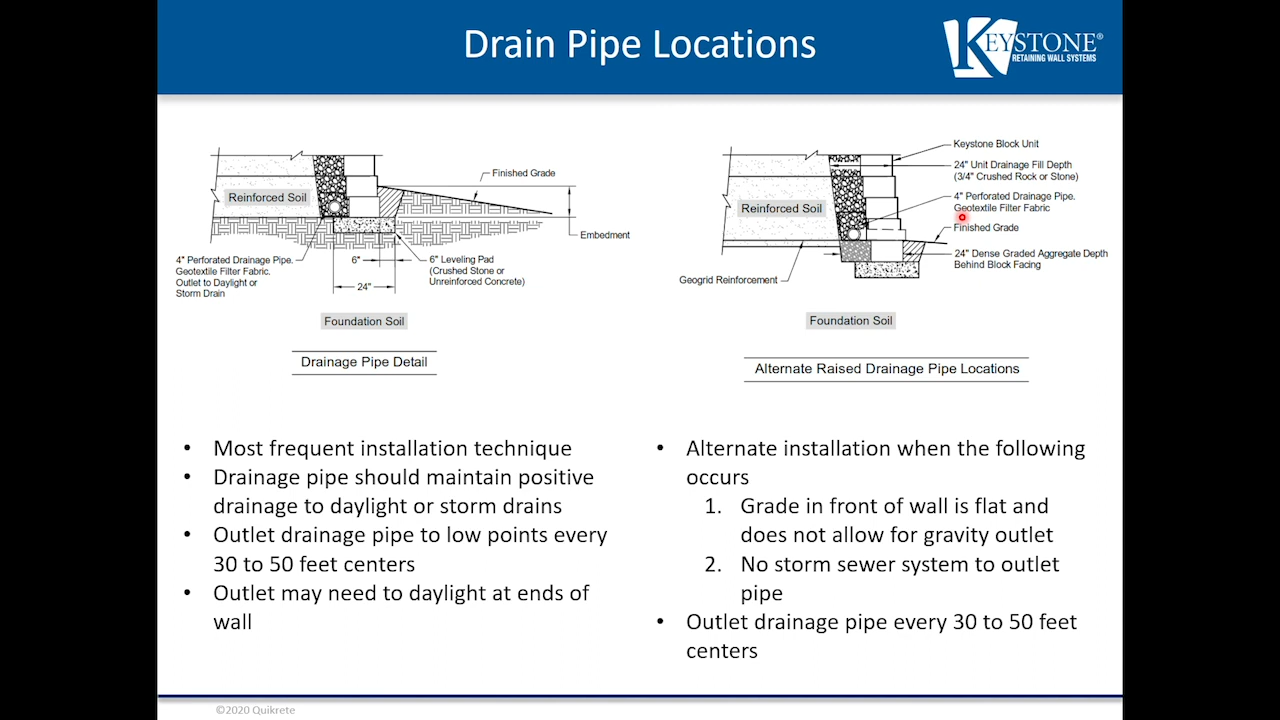 Drain Pipe Locations
KEYSTONE®
RETAINING WALL SYSTEMS
Finished Grade
Reinforced Soil
Embedment
4" Perforated Drainage Pipe.
Geotextile Filter Fabric.
Outlet to Daylight or
Storm Drain
6"
6" Leveling Pad
(Crushed Stone or
Unreinforced Concrete)
24"
Foundation Soil
Drainage Pipe Detail
Keystone Block Unit
24" Unit Drainage Fill Depth
(3/4" Crushed Rock or Stone)
4" Perforated Drainage Pipe.
Geotextile Filter Fabric
Reinforced Soil
Finished Grade
24" Dense Graded Aggregate Depth
Behind Block Facing
Geogrid Reinforcement
Foundation Soil
Alternate Raised Drainage Pipe Locations
• Most frequent installation technique
• Drainage pipe should maintain positive
drainage to daylight or storm drains
• Outlet drainage pipe to low points every
30 to 50 feet centers
• Outlet may need to daylight at ends of
wall
• Alternate installation when the following
occurs
1. Grade in front of wall is flat and
does not allow for gravity outlet
2. No storm sewer system to outlet
pipe
• Outlet drainage pipe every 30 to 50 feet
centers
©2020 Quikrete